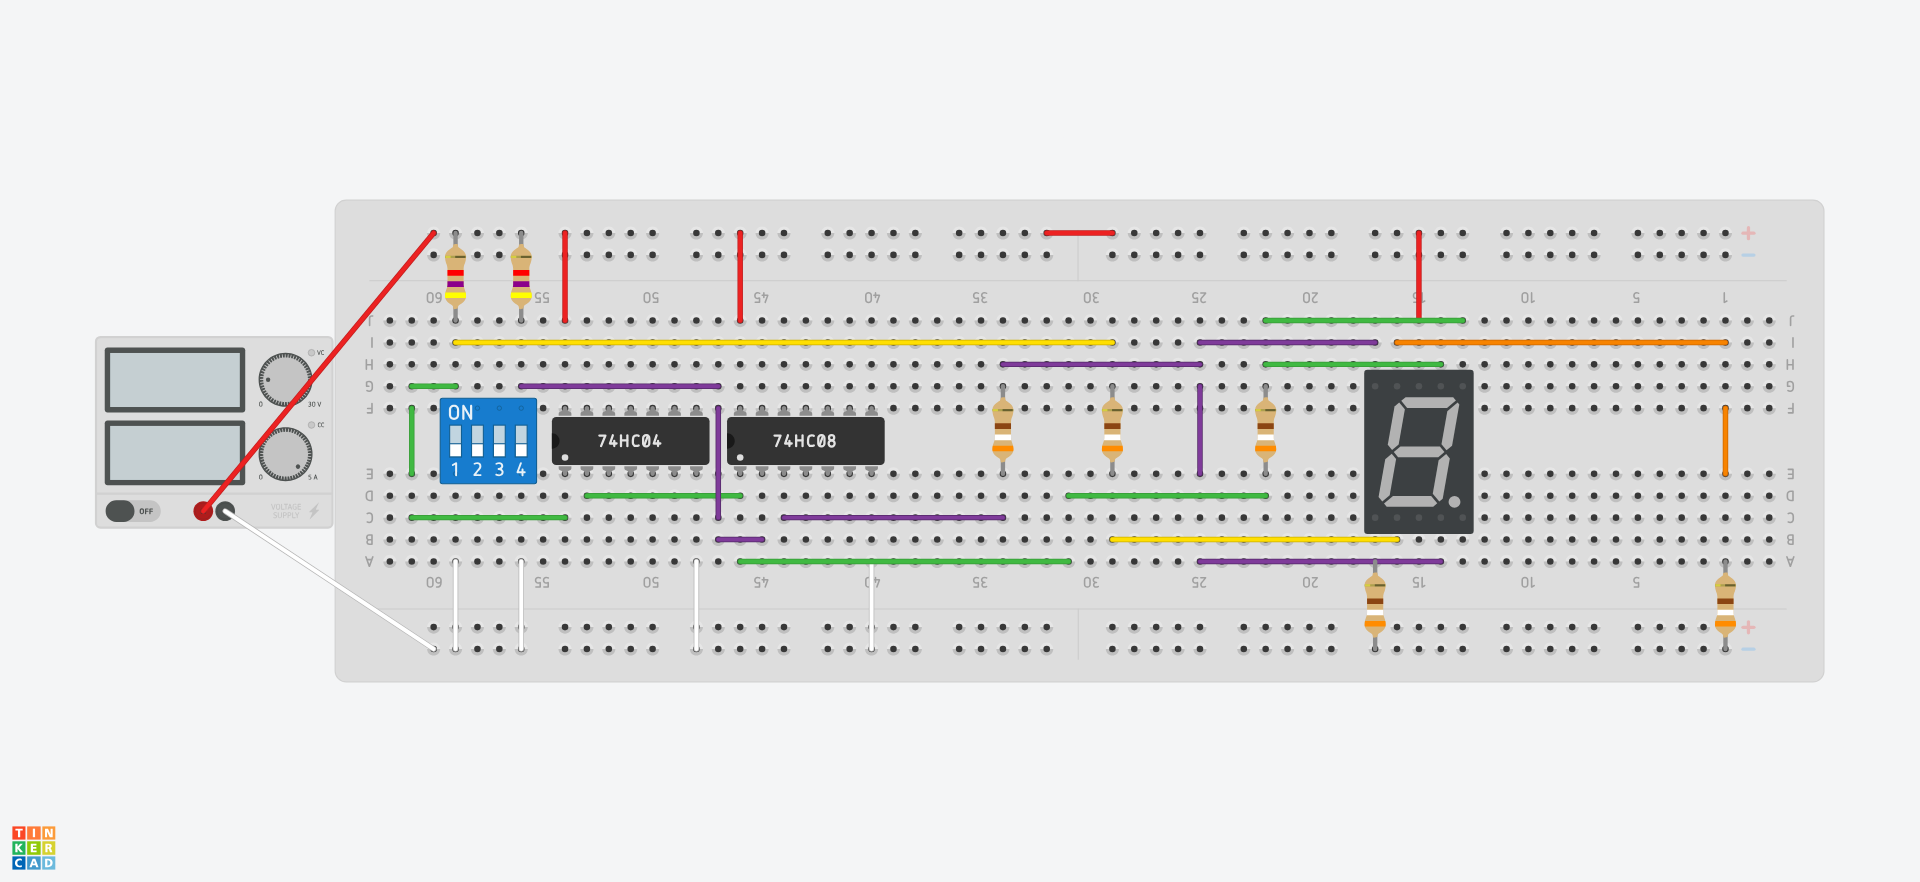 60 55 50 45 40 35 30 25 20 15 10 5 1
J J
I I
H H
G G
F F
E E
D D
C C
B B
A A
60 55 50 45 40 35 30 25 20 15 10 5
VC
0 30 V
CC
0 5 A
OFF
VOLTAGE
SUPPLY
ON
1 2 3 4
74HC04
74HC08
+
−
+
−
TIN
KER
CAD